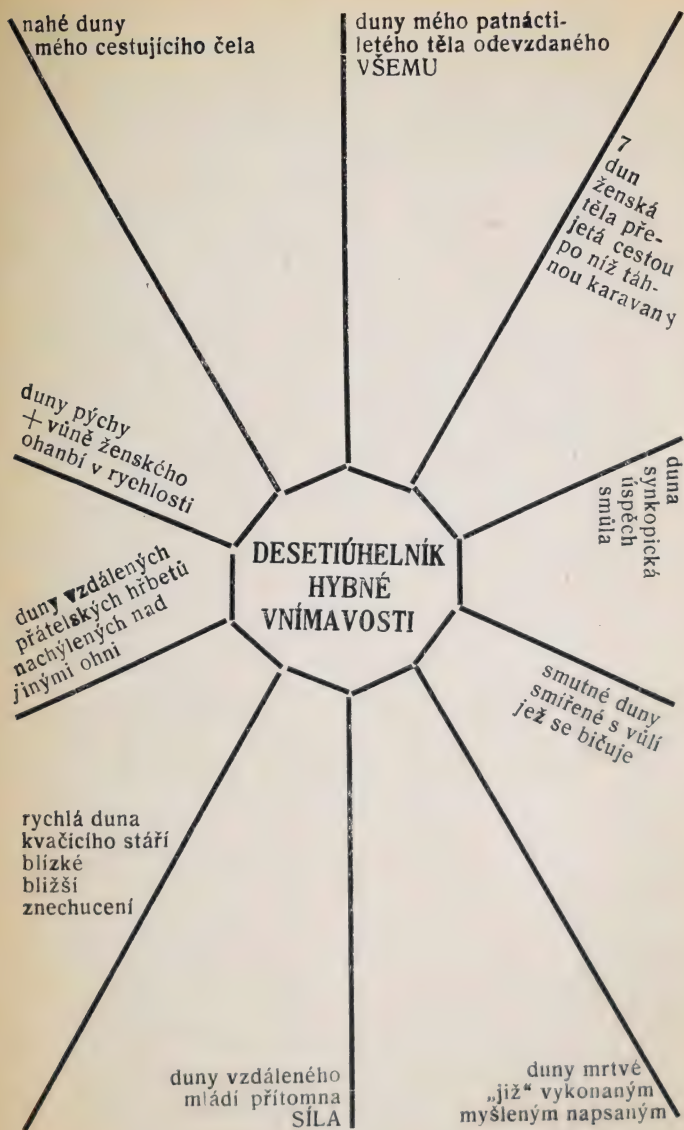 nahé duny
mého cestujícího čela
duny mého patnácti-
letého těla odevzdaného
VŠEMU
7
dun
ženská
těla pře-
jetá cestou
po níž táh-
nou karavany
duny pýchy
+ vůně ženského
ohanbí v rychlosti
duna
synkopická
úspěch
smůla
DESETIÚHELNÍK
HYBNÉ
VNÍMAVOSTI
duny vzdálených
přátelských hřbetů
nachýlených nad
jinými ohni
smutné duny
smířené s vůlí
jež se bičuje
rychlá duna
kvačicího stáří
blízké
bližší
znechucení
duny vzdáleného
mládí přítomna
SÍLA
duny mrtvé
„již“ vykonaným
myšleným napsaným